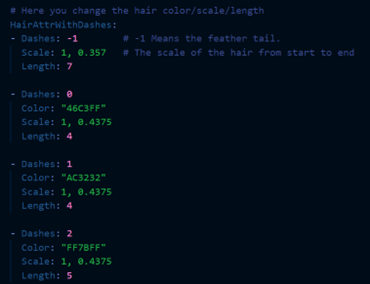 # Here you change the hair color/scale/length
HairAttrWithDashes:
- Dashes: -1 # -1 Means the feather tail.
Scale: 1, 0.357 # The scale of the hair from start to end
Length: 7
- Dashes: 0
Color: "46C3FF"
Scale: 1, 0.4375
Length: 4
- Dashes: 1
Color: "AC3232"
Scale: 1, 0.4375
Length: 4
- Dashes: 2
Color: "FF7BFF"
Scale: 1, 0.4375
Length: 5